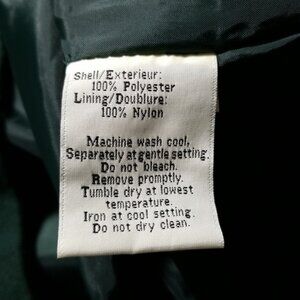 Shell/Exterieur:
100% Polyester
Lining/Doublure:
100% Nylon
Machine wash cool,
Separately at gentle setting.
Do not bleach.
Remove promptly.
Tumble dry at lowest
temperature.
Iron at cool setting.
Do not dry clean.